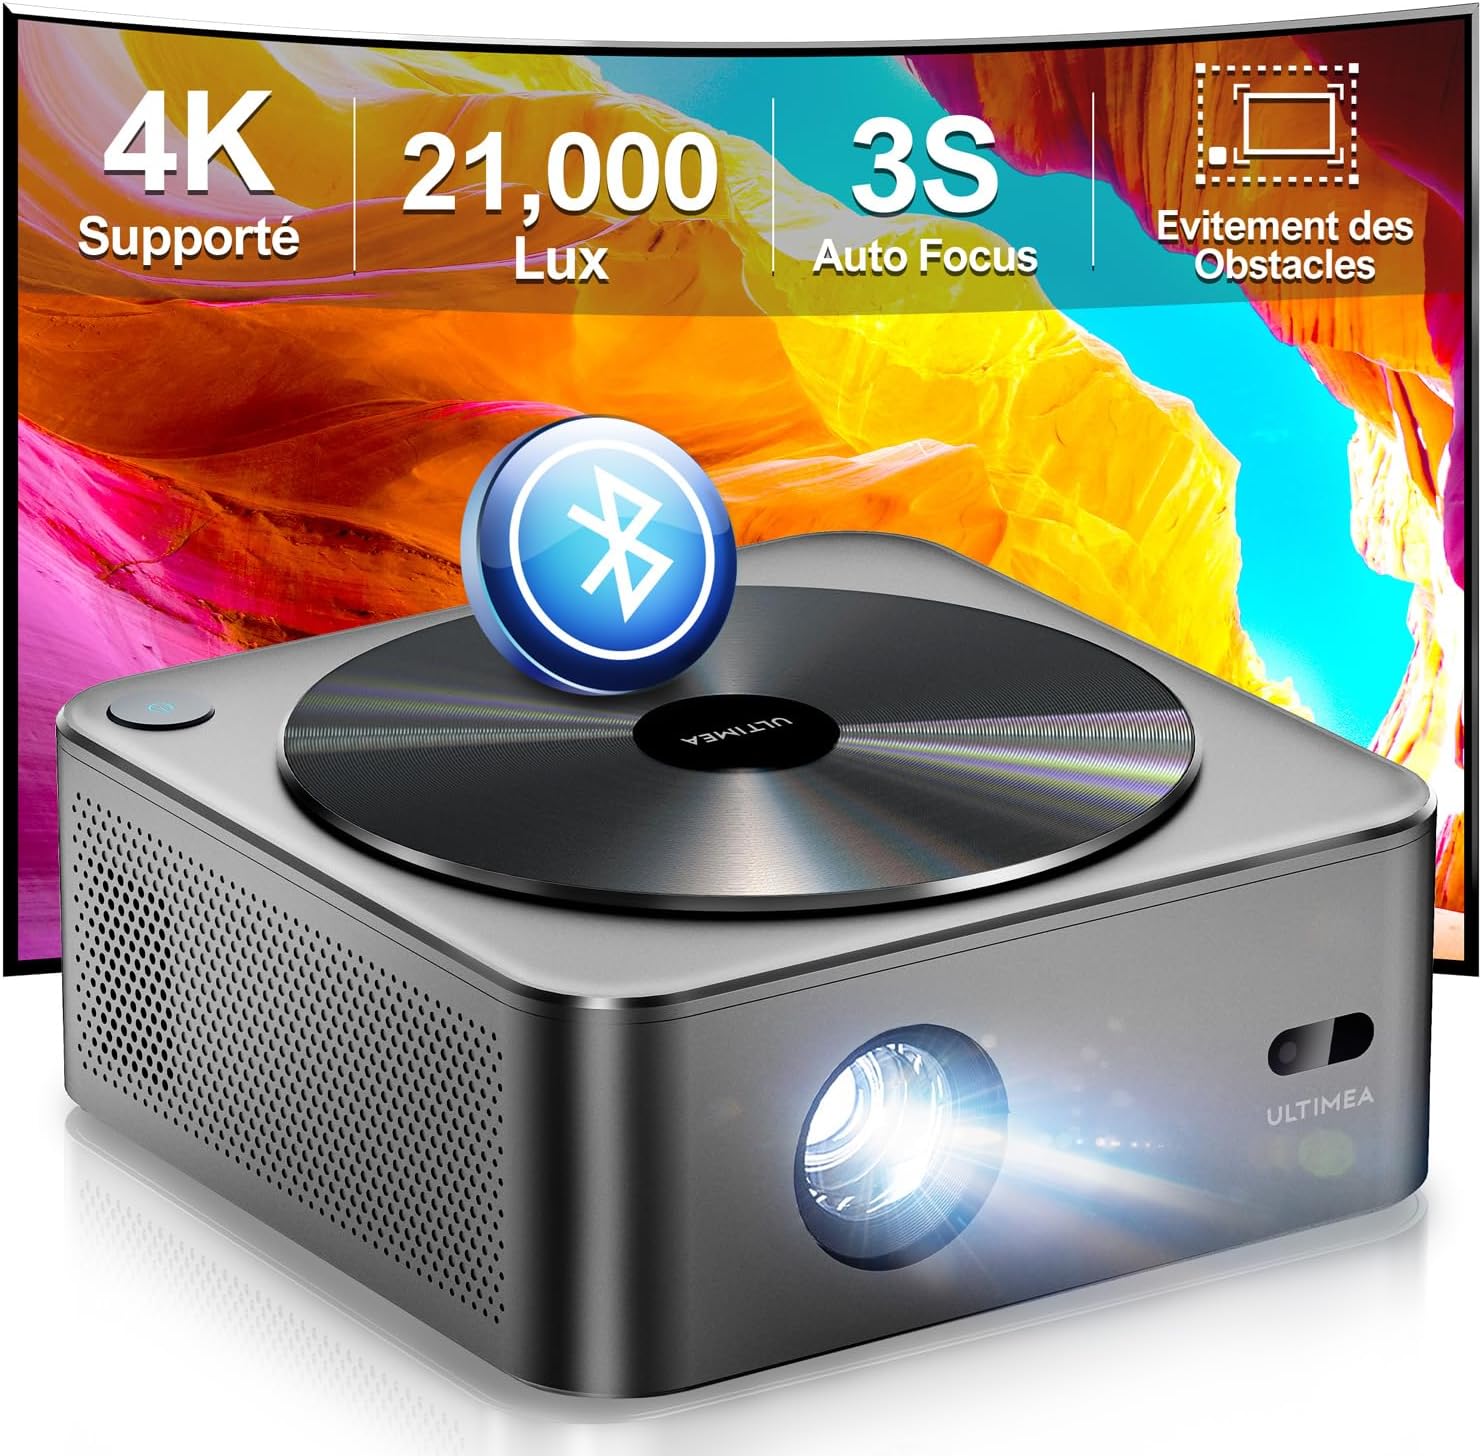 4K
Supporté
21,000
Lux
3S
Auto Focus
Evitement des
Obstacles
ULTIMEA
ULTIMEA